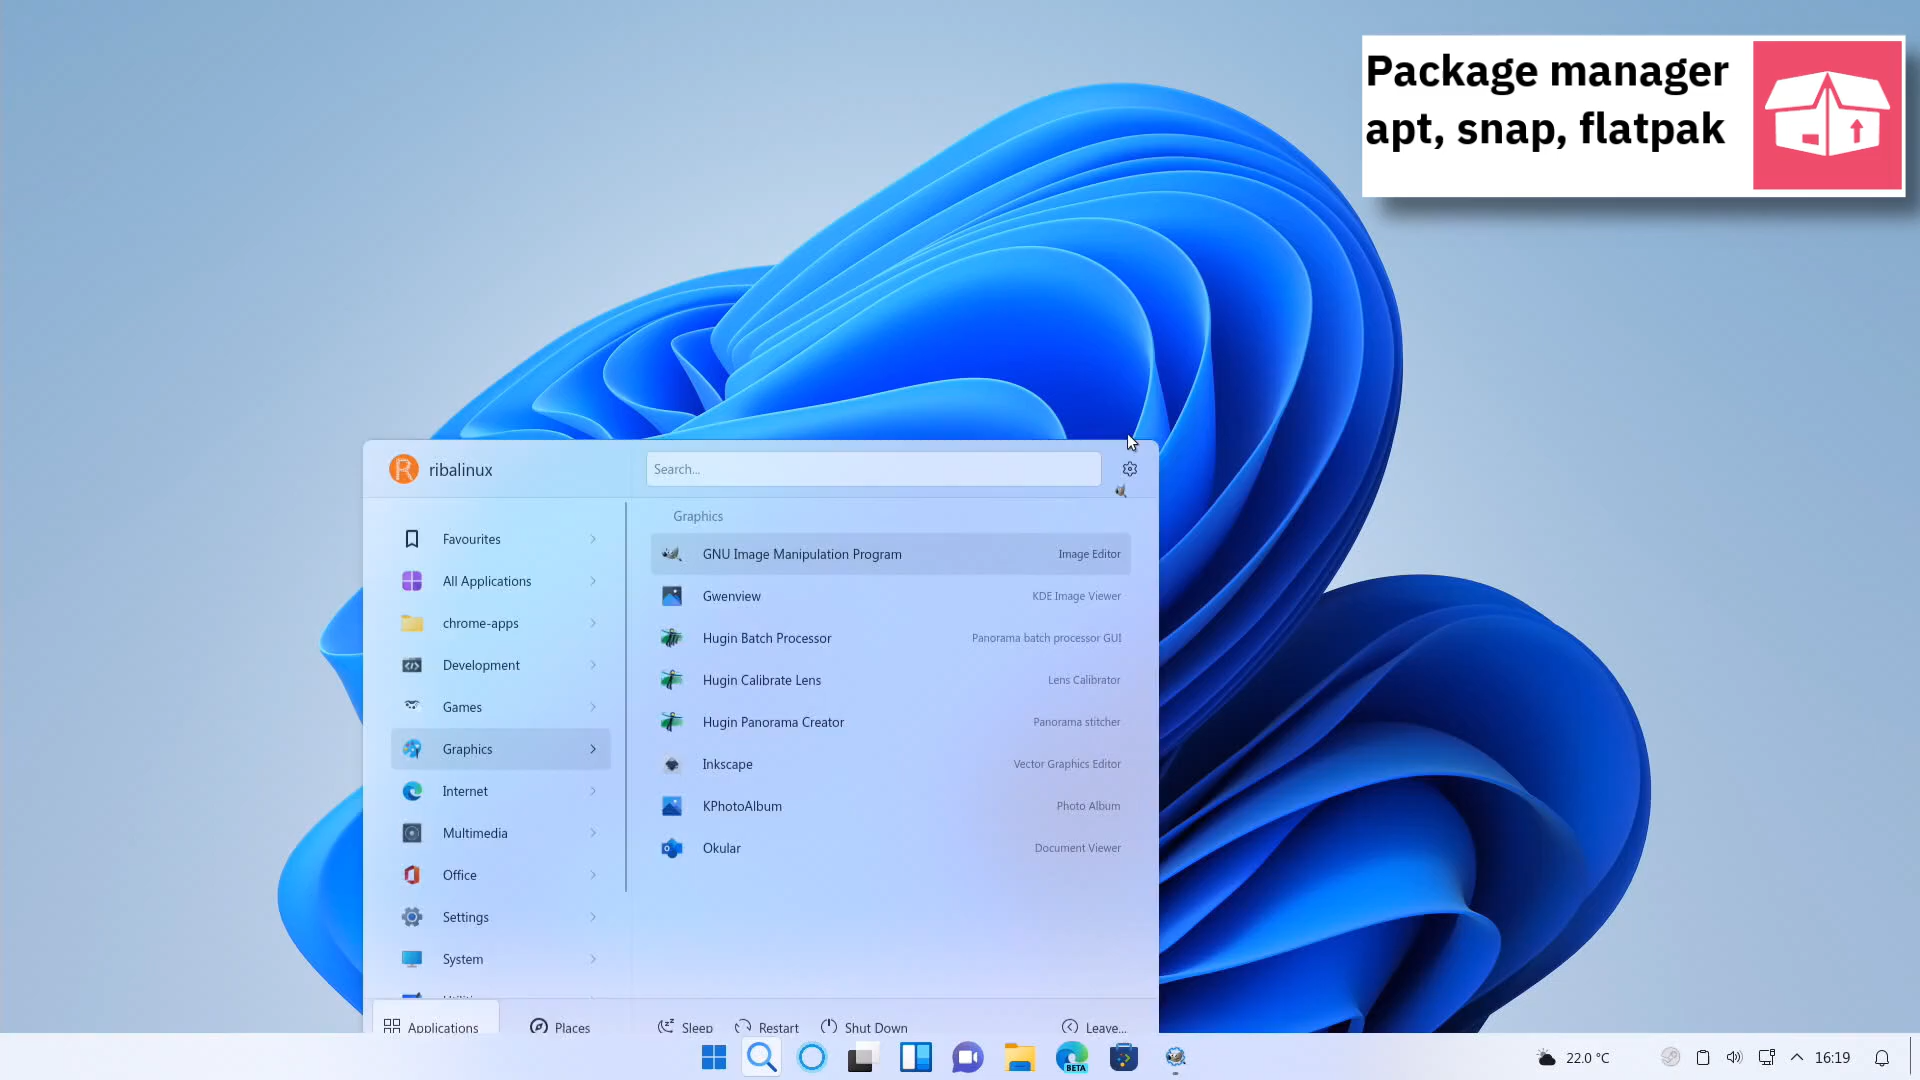 Package manager
apt, snap, flatpak
R ribalinux
Search...
Graphics
Favourites
All Applications
chrome-apps
Development
Games
Graphics
Internet
Multimedia
Office
Settings
System
GNU Image Manipulation Program Image Editor
Gwenview KDE Image Viewer
Hugin Batch Processor Panorama batch processor GUI
Hugin Calibrate Lens Lens Calibrator
Hugin Panorama Creator Panorama stitcher
Inkscape Vector Graphics Editor
KPhotoAlbum Photo Album
Okular Document Viewer
Applications Places Sleep Restart Shut Down Leave...
BETA
22.0 °C 16:19